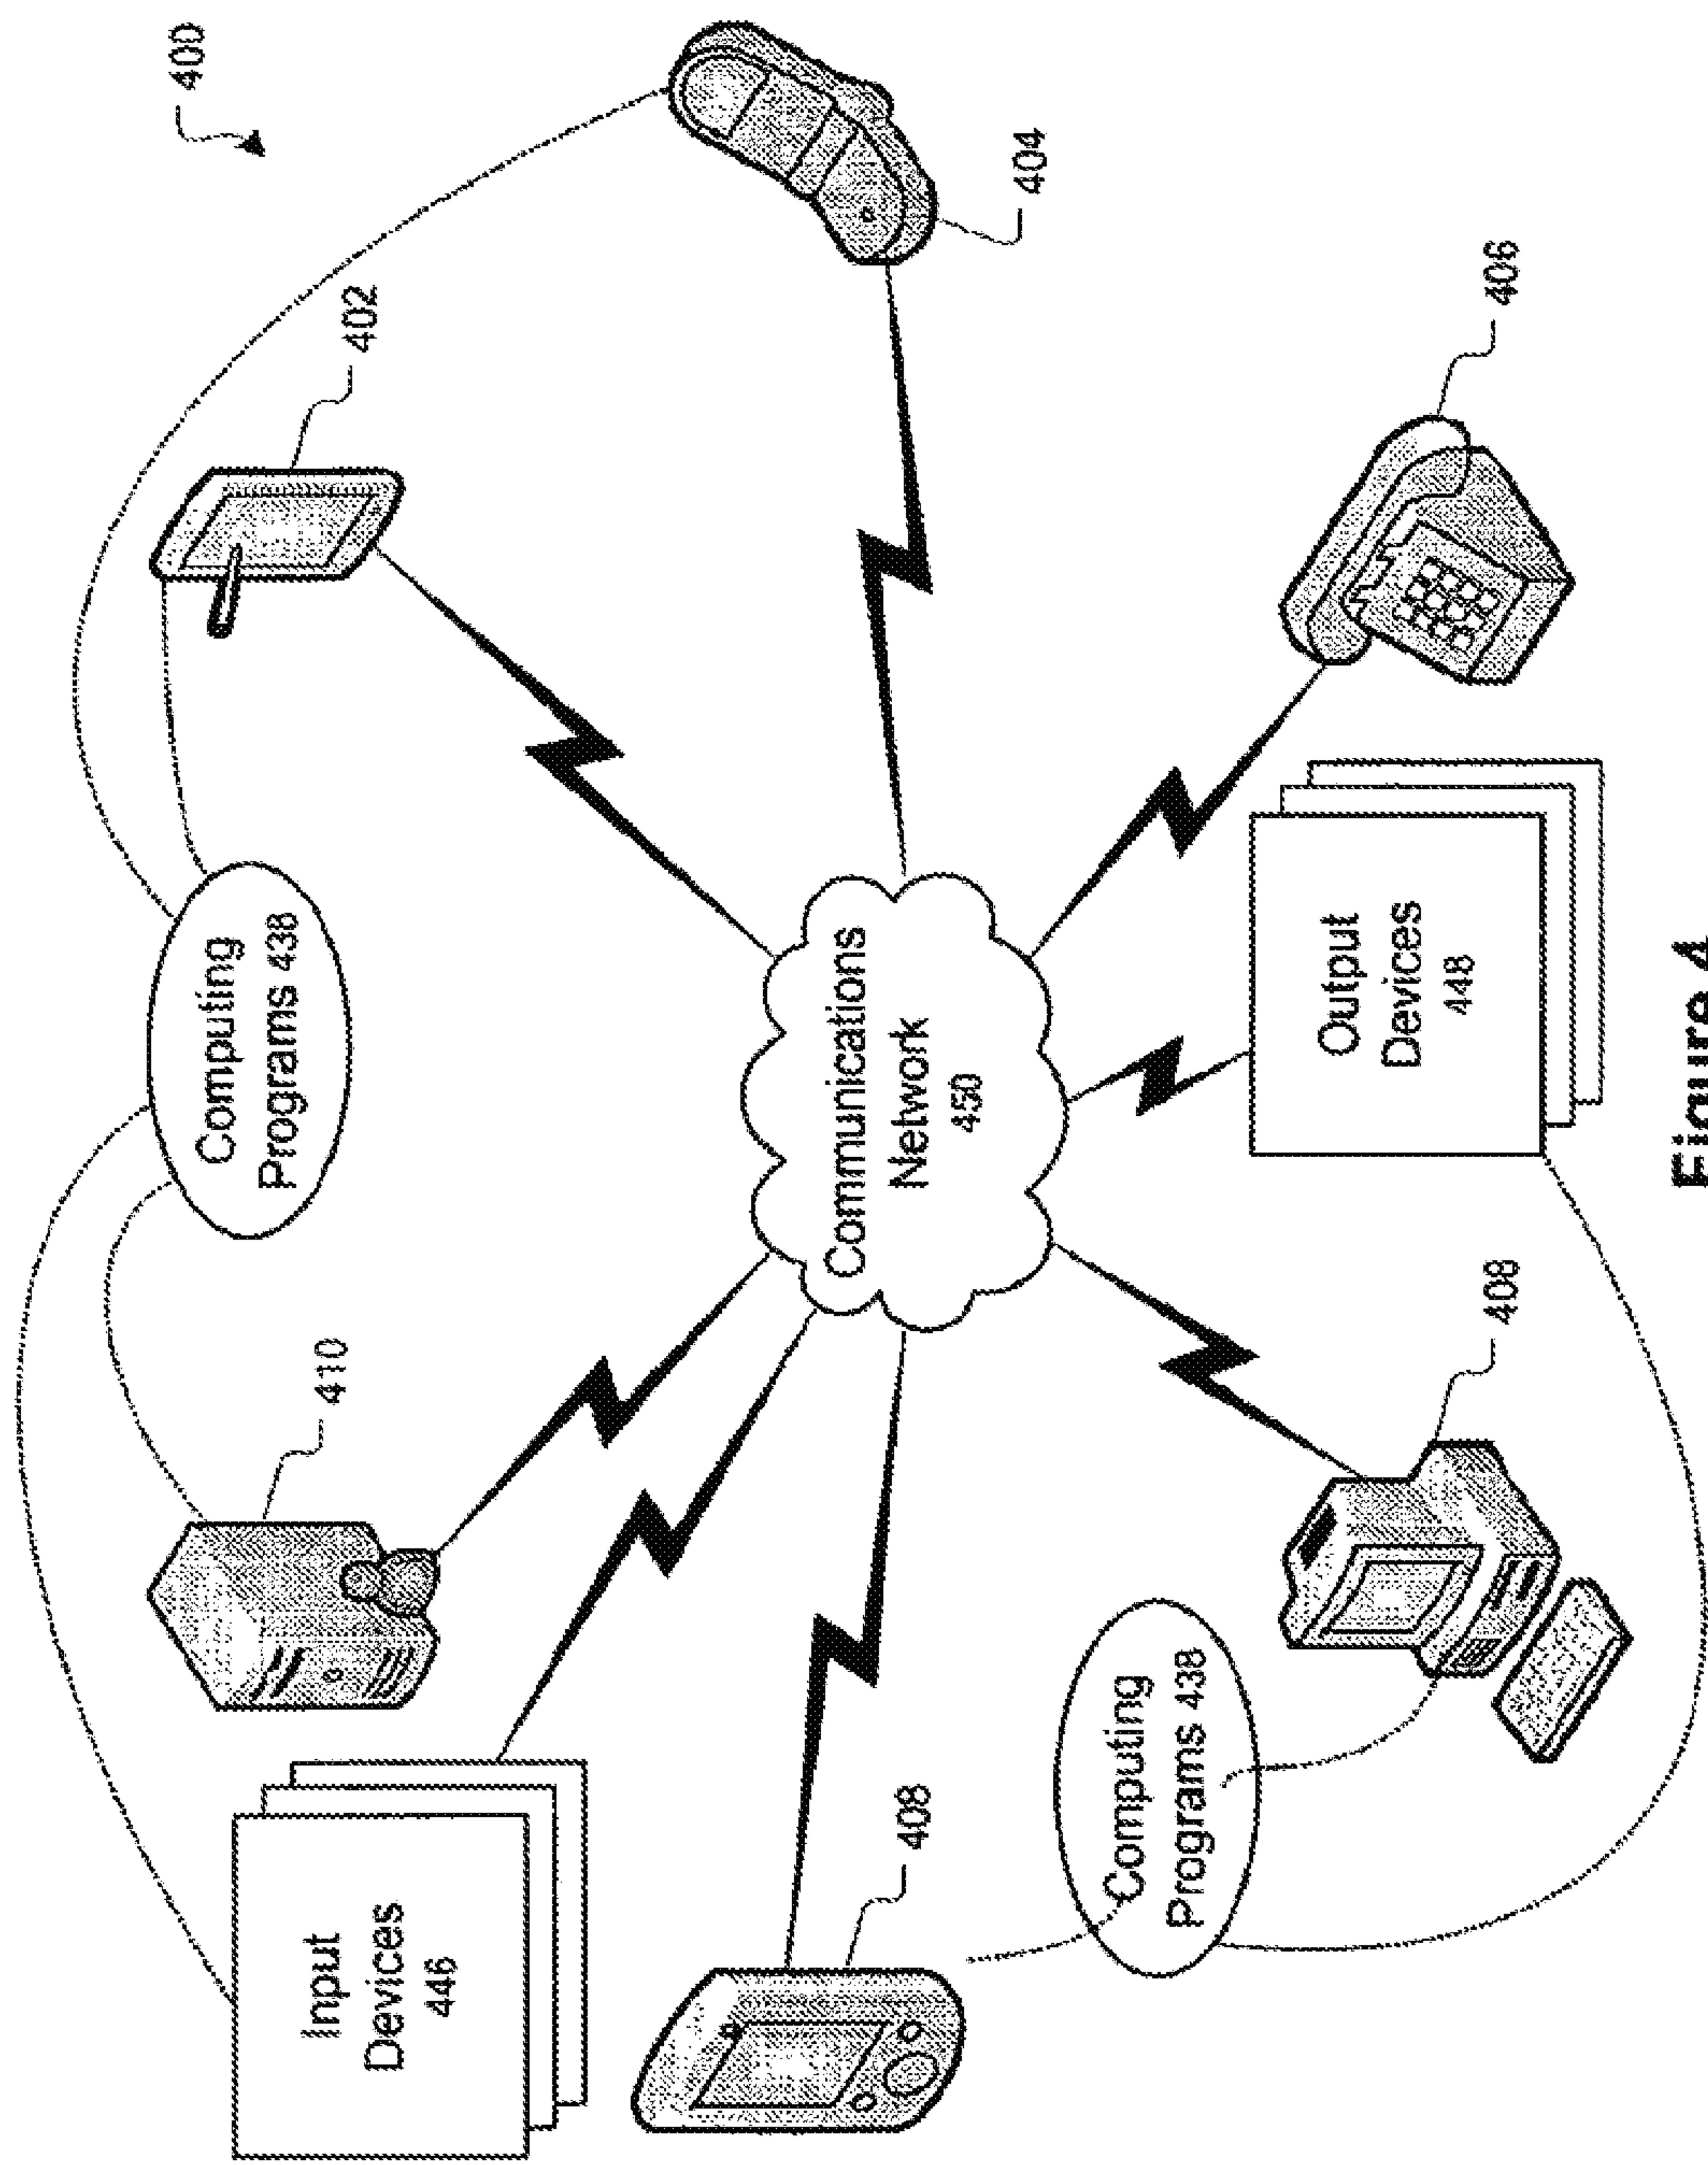 400
Computing
Programs 438
410
402
Input
Devices
446
Communications
Network
450
408
404
Computing
Programs 438
Output
Devices
448
408
406
Figure 4